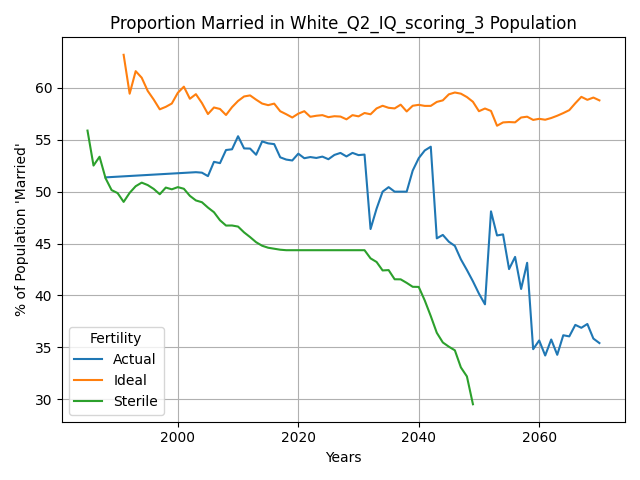 Proportion Married in White_Q2_IQ_scoring_3 Population
% of Population 'Married'
60
55
50
45
40
35
30
Fertility
Actual
Ideal
Sterile
2000
2020
2040
2060
Years